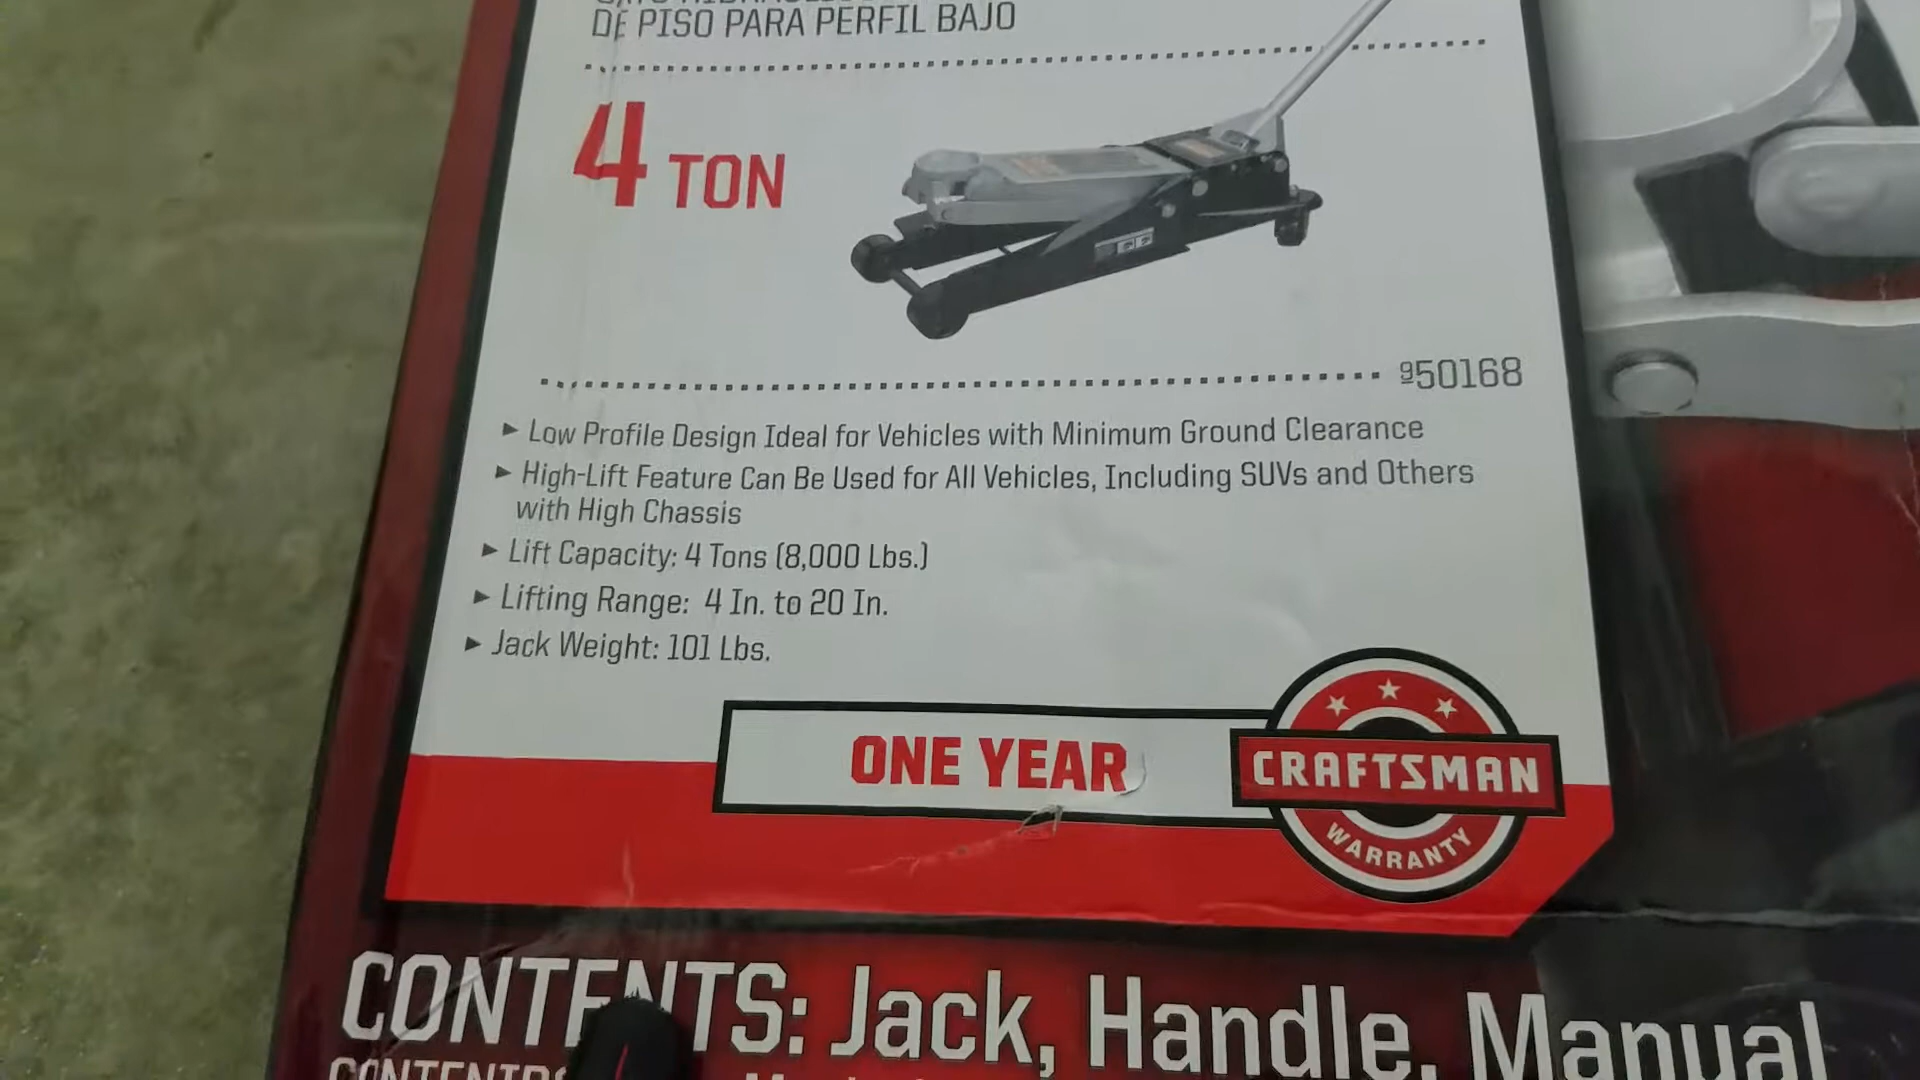 DE PISO PARA PERFIL BAJO
4 TON
950168
▸ Low Profile Design Ideal for Vehicles with Minimum Ground Clearance
▸ High-Lift Feature Can Be Used for All Vehicles, Including SUVs and Others
with High Chassis
▸ Lift Capacity: 4 Tons (8,000 Lbs.)
▸ Lifting Range: 4 In. to 20 In.
▸ Jack Weight: 101 Lbs.
ONE YEAR
CRAFTSMAN
WARRANTY
CONTENTS: Jack, Handle, Manual